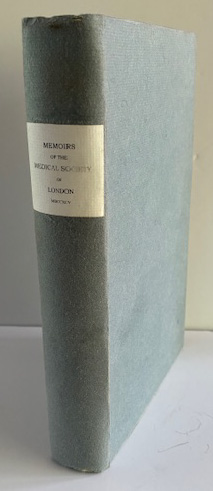 MEMOIRS
OF THE
MEDICAL SOCIETY
OF
LONDON